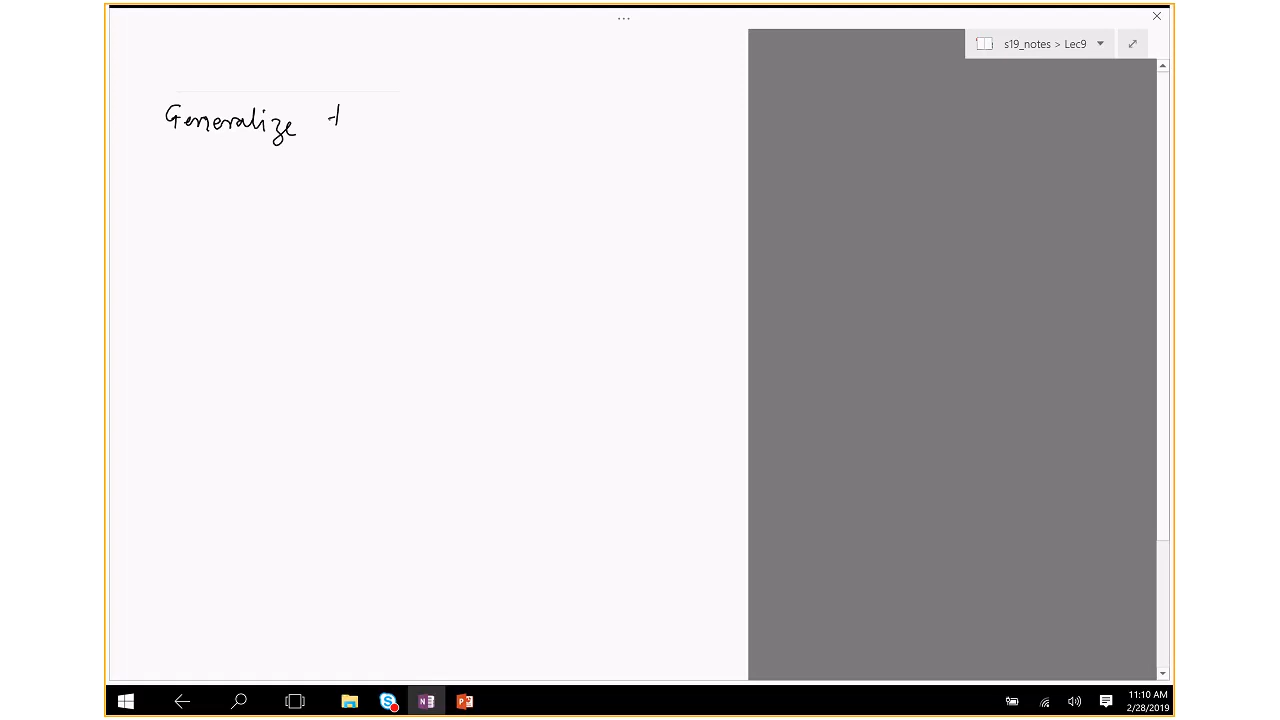 ...
s19_notes > Lec9
Generalize
11:10 AM
2/28/2019